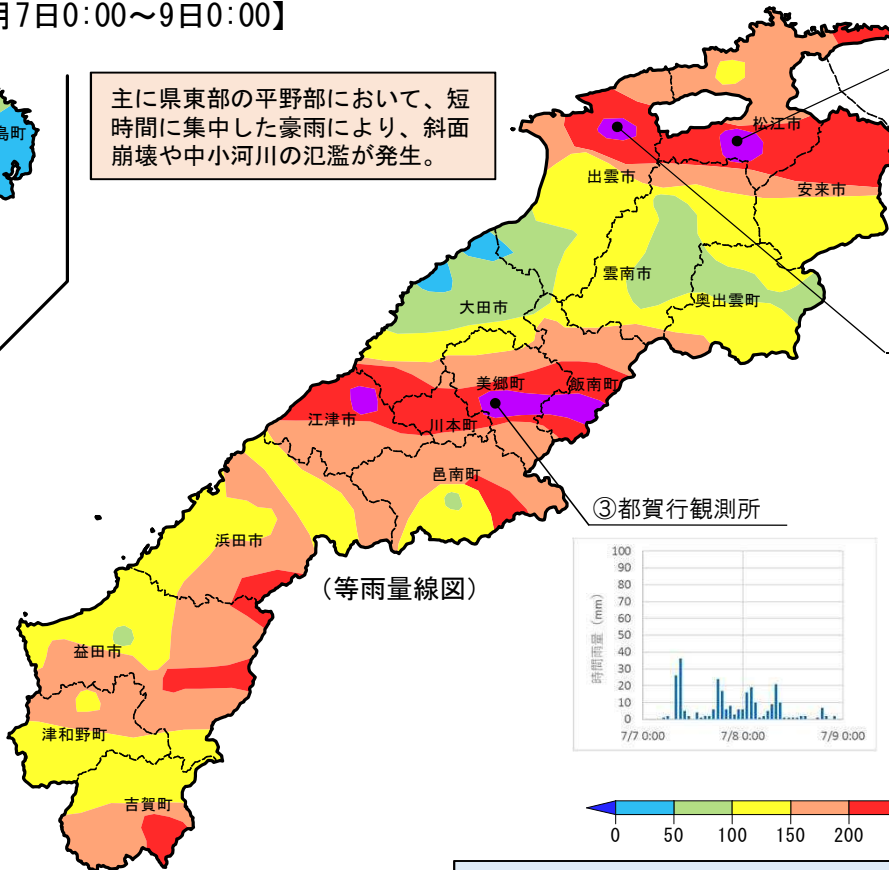 月7日0:00～9日0:00】
島町
主に県東部の平野部において、短
時間に集中した豪雨により、斜面
崩壊や中小河川の氾濫が発生。
松江市
出雲市
安来市
雲南市
奥出雲町
大田市
美郷町
飯南町
江津市
川本町
邑南町
③都賀行観測所
浜田市
(等雨量線図)
益田市
津和野町
吉賀町
時間雨量（mm）
100
90
80
70
60
50
40
30
20
10
0
7/7 0:00
7/8 0:00
7/9 0:00
0
50
100
150
200